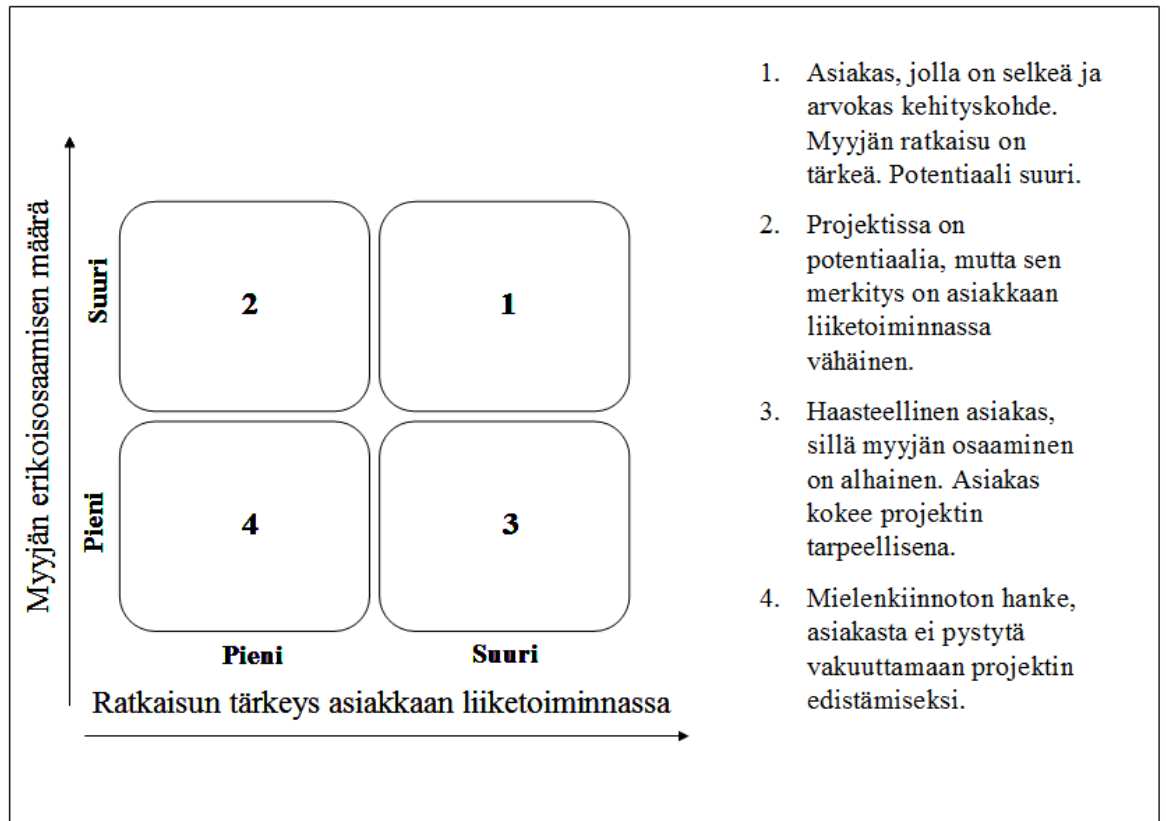 Myyjän erikoisosaamisen määrä
Suuri
Pieni
2
1
4
3
Pieni
Suuri
Ratkaisun tärkeys asiakkaan liiketoiminnassa
1. Asiakas, jolla on selkeä ja
arvokas kehityskohde.
Myyjän ratkaisu on
tärkeä. Potentiaali suuri.
2. Projektissa on
potentiaalia, mutta sen
merkitys on asiakkaan
liiketoiminnassa
vähäinen.
3. Haasteellinen asiakas,
sillä myyjän osaaminen
on alhainen. Asiakas
kokee projektin
tarpeellisena.
4. Mielenkiinnoton hanke,
asiakasta ei pystytä
vakuuttamaan projektin
edistämiseksi.